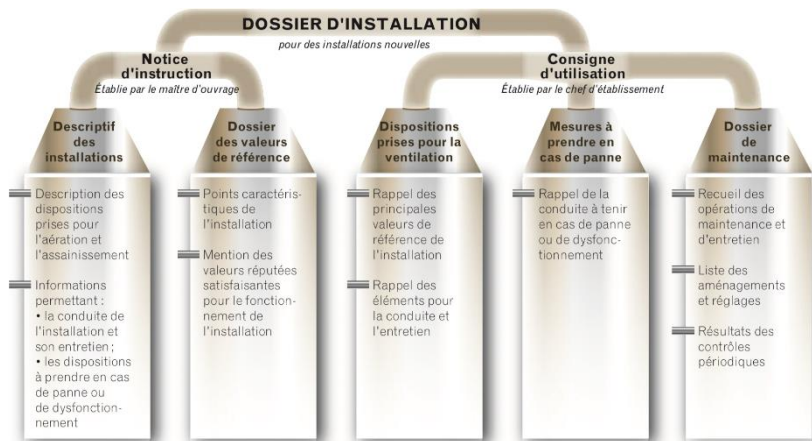 DOSSIER D'INSTALLATION
pour des installations nouvelles
Notice
d'instruction
Établie par le maître d'ouvrage
Consigne
d'utilisation
Établie par le chef d'établissement
Descriptif
des
installations
Description des
dispositions
prises pour
l'aération et
l'assainissement
Informations
permettant :
• la conduite de
l'installation et
son entretien ;
• les dispositions
à prendre en cas
de panne ou
de dysfonction-
nement
Dossier
des valeurs
de référence
Points caractéris-
tiques de
l'installation
Mention des
valeurs réputées
satisfaisantes
pour le fonction-
nement de
l'installation
Dispositions
prises pour la
ventilation
Rappel des
principales
valeurs de
référence de
l'installation
Rappel des
éléments pour
la conduite
et l'entretien
Mesures à
prendre en
cas de panne
Rappel de la
conduite à tenir
en cas de panne
ou de dysfonc-
tionnement
Dossier
de
maintenance
Recueil des
opérations de
maintenance et
d'entretien
Liste des
aménagements
et réglages
Résultats des
contrôles
périodiques